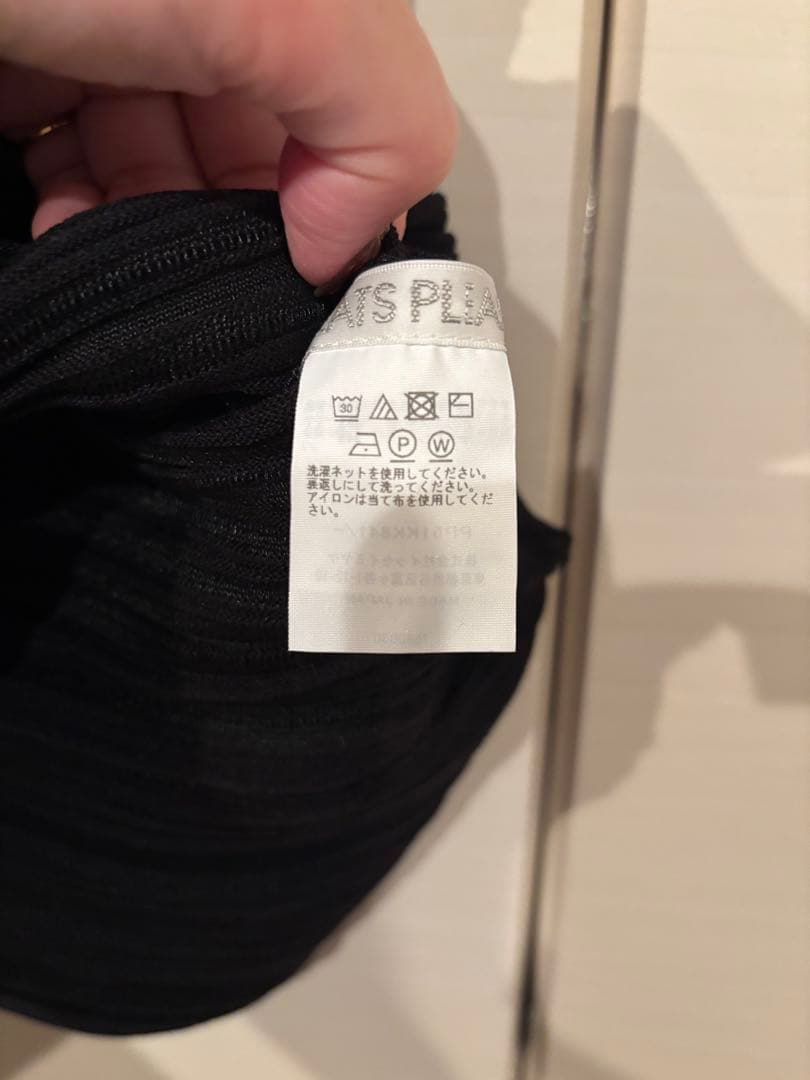 ATS PLEA
30
P W
洗濯ネットを使用してください。
裏返しにして洗ってください。
アイロンは当て布を使用してくだ
さい。
MADE IN JAPAN